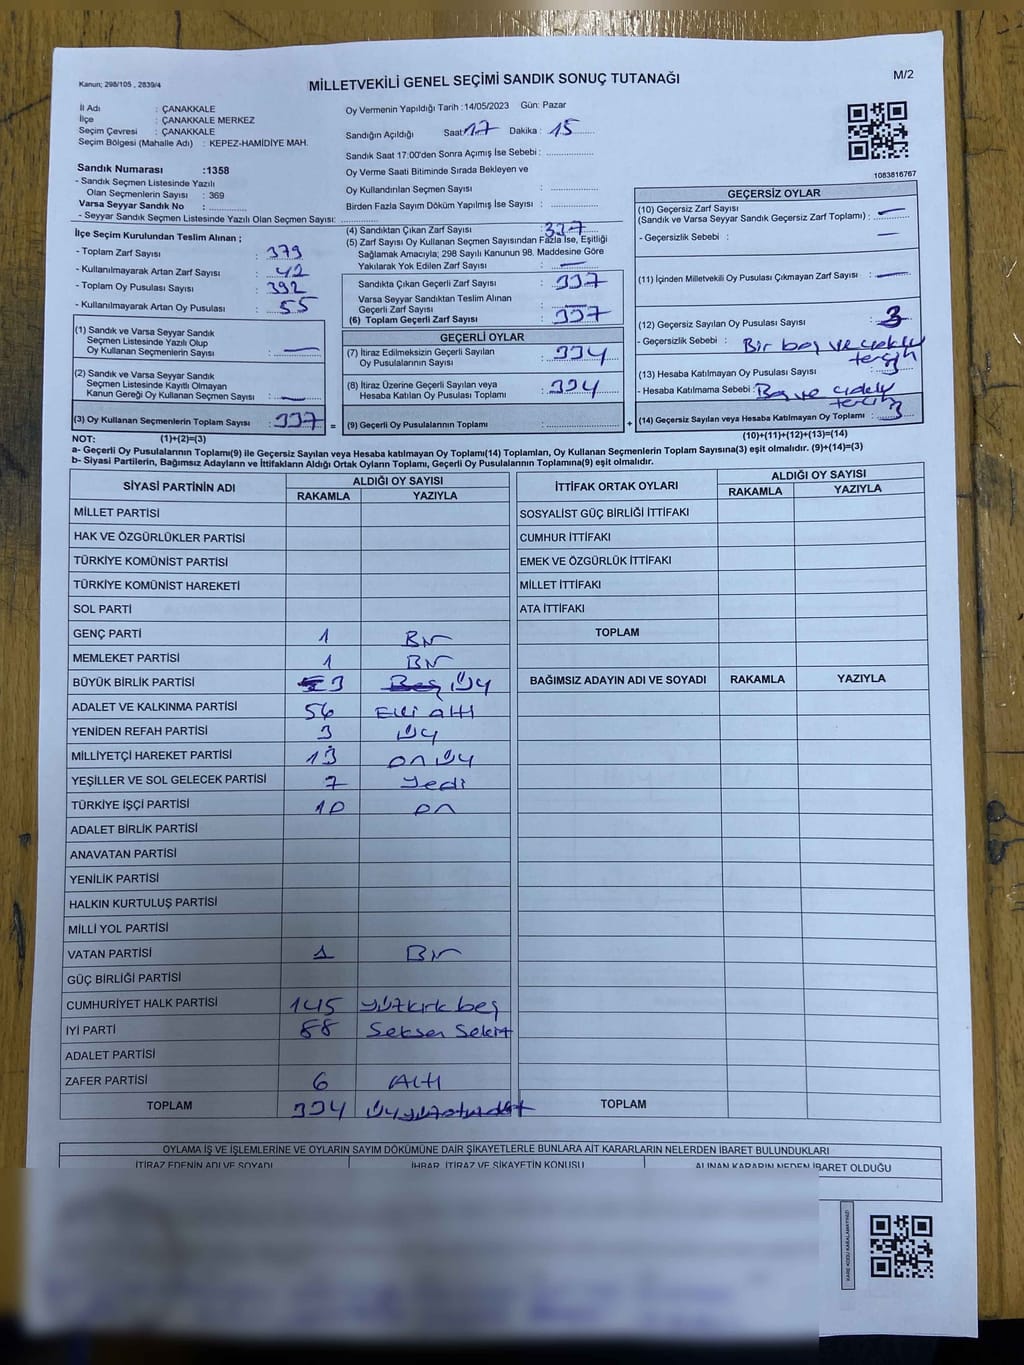 Kanun; 298/105 , 2839/4
MİLLETVEKİLİ GENEL SEÇİMİ SANDIK SONUÇ TUTANAĞI
M/2
İl Adı : ÇANAKKALE
İlçe : ÇANAKKALE MERKEZ
Seçim Çevresi : ÇANAKKALE
Seçim Bölgesi (Mahalle Adı) : KEPEZ-HAMİDİYE MAH.
Sandık Numarası :1358
- Sandık Seçmen Listesinde Yazılı
Olan Seçmenlerin Sayısı : 369
Varsa Seyyar Sandık No :
- Seyyar Sandık Seçmen Listesinde Yazılı Olan Seçmen Sayısı:
Oy Vermenin Yapıldığı Tarih :14/05/2023 Gün: Pazar
Sandığın Açıldığı Saat 17 Dakika : 15
Sandık Saat 17:00'den Sonra Açımış İse Sebebi :
Oy Verme Saati Bitiminde Sırada Bekleyen ve
Oy Kullandırılan Seçmen Sayısı :
Birden Fazla Sayım Döküm Yapılmış İse Sayısı :
1083816767
İlçe Seçim Kurulundan Teslim Alınan ;
- Toplam Zarf Sayısı : 379
- Kullanılmayarak Artan Zarf Sayısı : 42
- Toplam Oy Pusulası Sayısı : 392
- Kullanılmayarak Artan Oy Pusulası : 55
(1) Sandık ve Varsa Seyyar Sandık
Seçmen Listesinde Yazılı Olup
Oy Kullanan Seçmenlerin Sayısı : —
(2) Sandık ve Varsa Seyyar Sandık
Seçmen Listesinde Kayıtlı Olmayan
Kanun Gereği Oy Kullanan Seçmen Sayısı : —
(3) Oy Kullanan Seçmenlerin Toplam Sayısı : 337 =
(4) Sandıktan Çıkan Zarf Sayısı : 337
(5) Zarf Sayısı Oy Kullanan Seçmen Sayısından Fazla İse, Eşitliği
Sağlamak Amacıyla; 298 Sayılı Kanunun 98. Maddesine Göre
Yakılarak Yok Edilen Zarf Sayısı : —
Sandıkta Çıkan Geçerli Zarf Sayısı : 337
Varsa Seyyar Sandıktan Teslim Alınan
Geçerli Zarf Sayısı : —
(6) Toplam Geçerli Zarf Sayısı : 337
GEÇERLİ OYLAR
(7) İtiraz Edilmeksizin Geçerli Sayılan
Oy Pusulalarının Sayısı : 334
(8) İtiraz Üzerine Geçerli Sayılan veya
Hesaba Katılan Oy Pusulası Toplamı : 334
(9) Geçerli Oy Pusulalarının Toplamı : +
GEÇERSİZ OYLAR
(10) Geçersiz Zarf Sayısı
(Sandık ve Varsa Seyyar Sandık Geçersiz Zarf Toplamı) : —
- Geçersizlik Sebebi : —
(11) İçinden Milletvekili Oy Pusulası Çıkmayan Zarf Sayısı : —
(12) Geçersiz Sayılan Oy Pusulası Sayısı : 3
- Geçersizlik Sebebi : Bir boş ve
(13) Hesaba Katılmayan Oy Pusulası Sayısı :
- Hesaba Katılmama Sebebi :
(14) Geçersiz Sayılan veya Hesaba Katılmayan Oy Toplamı : 3
NOT: (1)+(2)=(3) (10)+(11)+(12)+(13)=(14)
a- Geçerli Oy Pusulalarının Toplamı(9) ile Geçersiz Sayılan veya Hesaba katılmayan Oy Toplamı(14) Toplamları, Oy Kullanan Seçmenlerin Toplam Sayısına(3) eşit olmalıdır. (9)+(14)=(3)
b- Siyasi Partilerin, Bağımsız Adayların ve İttifakların Aldığı Ortak Oyların Toplamı, Geçerli Oy Pusulalarının Toplamına(9) eşit olmalıdır.
SİYASİ PARTİNİN ADI ALDIĞI OY SAYISI
RAKAMLA YAZIYLA
MİLLET PARTİSİ
HAK VE ÖZGÜRLÜKLER PARTİSİ
TÜRKİYE KOMÜNİST PARTİSİ
TÜRKİYE KOMÜNİST HAREKETİ
SOL PARTİ
GENÇ PARTİ 1 Bir
MEMLEKET PARTİSİ 1 Bir
BÜYÜK BİRLİK PARTİSİ 3 Beş Üç
ADALET VE KALKINMA PARTİSİ 56 Elli altı
YENİDEN REFAH PARTİSİ 3 Üç
MİLLİYETÇİ HAREKET PARTİSİ 13 on üç
YEŞİLLER VE SOL GELECEK PARTİSİ 7 Yedi
TÜRKİYE İŞÇİ PARTİSİ 10 on
ADALET BİRLİK PARTİSİ
ANAVATAN PARTİSİ
YENİLİK PARTİSİ
HALKIN KURTULUŞ PARTİSİ
MİLLİ YOL PARTİSİ
VATAN PARTİSİ 1 Bir
GÜÇ BİRLİĞİ PARTİSİ
CUMHURİYET HALK PARTİSİ 145 yüzkırk beş
İYİ PARTİ 88 Seksen Sekiz
ADALET PARTİSİ
ZAFER PARTİSİ 6 Altı
TOPLAM 334 üçyüzotuzdört
İTTİFAK ORTAK OYLARI ALDIĞI OY SAYISI
RAKAMLA YAZIYLA
SOSYALİST GÜÇ BİRLİĞİ İTTİFAKI
CUMHUR İTTİFAKI
EMEK VE ÖZGÜRLÜK İTTİFAKI
MİLLET İTTİFAKI
ATA İTTİFAKI
TOPLAM
BAĞIMSIZ ADAYIN ADI VE SOYADI RAKAMLA YAZIYLA
TOPLAM
OYLAMA İŞ VE İŞLEMLERİNE VE OYLARIN SAYIM DÖKÜMÜNE DAİR ŞİKAYETLERLE BUNLARA AİT KARARLARIN NELERDEN İBARET BULUNDUKLARI
İTİRAZ EDENİN ADI VE SOYADI İHBAR, İTİRAZ VE ŞİKAYETİN KONUSU ALINAN KARARIN NEDEN İBARET OLDUĞU
KARE KODU KARALAMAYINIZ!